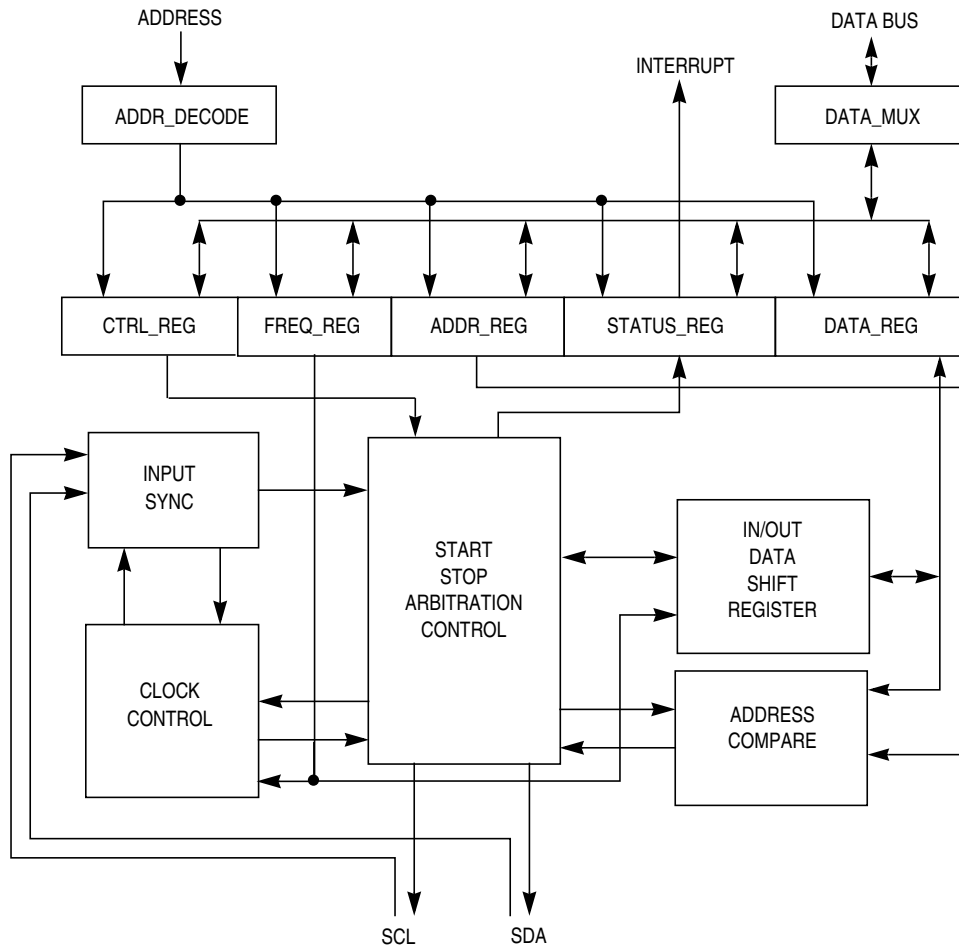 ADDRESS
DATA BUS
INTERRUPT
ADDR_DECODE
DATA_MUX
CTRL_REG
FREQ_REG
ADDR_REG
STATUS_REG
DATA_REG
INPUT
SYNC
START
STOP
ARBITRATION
CONTROL
IN/OUT
DATA
SHIFT
REGISTER
CLOCK
CONTROL
ADDRESS
COMPARE
SCL
SDA